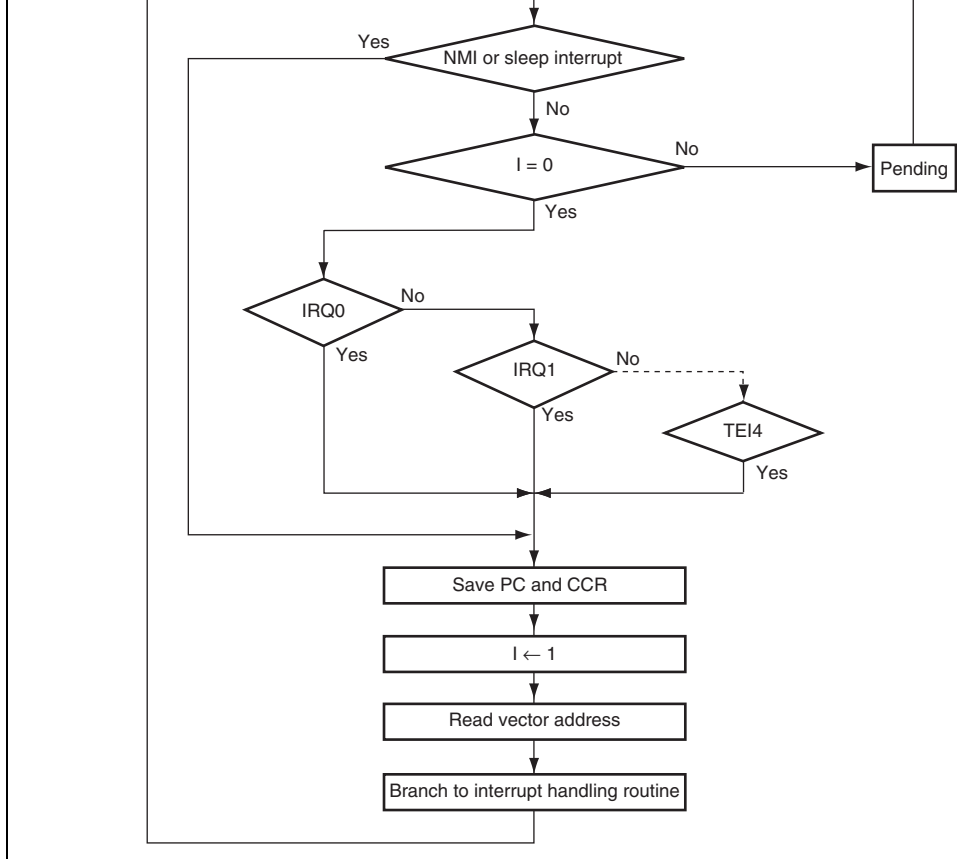 Yes
NMI or sleep interrupt
No
I = 0
No
Pending
Yes
IRQ0
No
Yes
IRQ1
No
Yes
TEI4
Yes
Save PC and CCR
I ← 1
Read vector address
Branch to interrupt handling routine